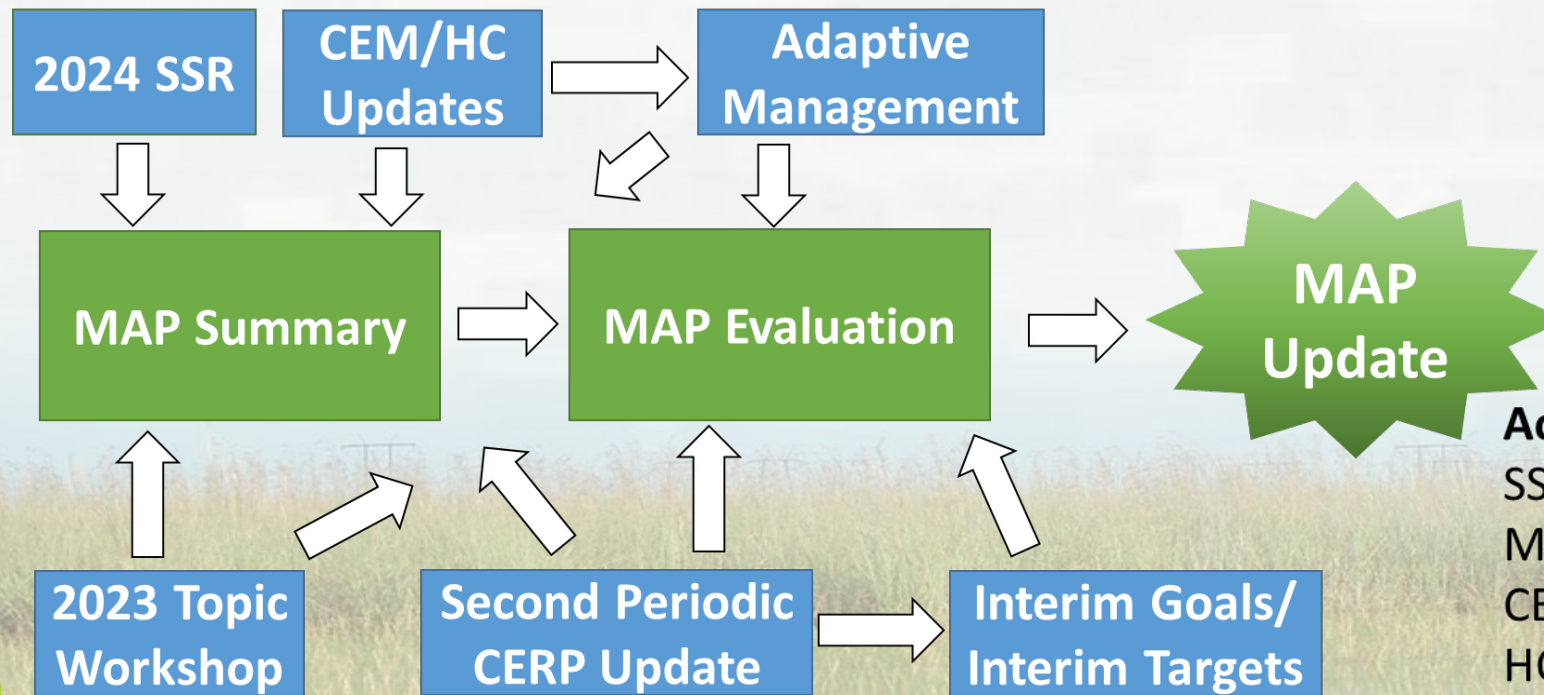 2024 SSR
CEM/HC
Updates
Adaptive
Management
MAP Summary
MAP Evaluation
MAP
Update
2023 Topic
Workshop
Second Periodic
CERP Update
Interim Goals/
Interim Targets